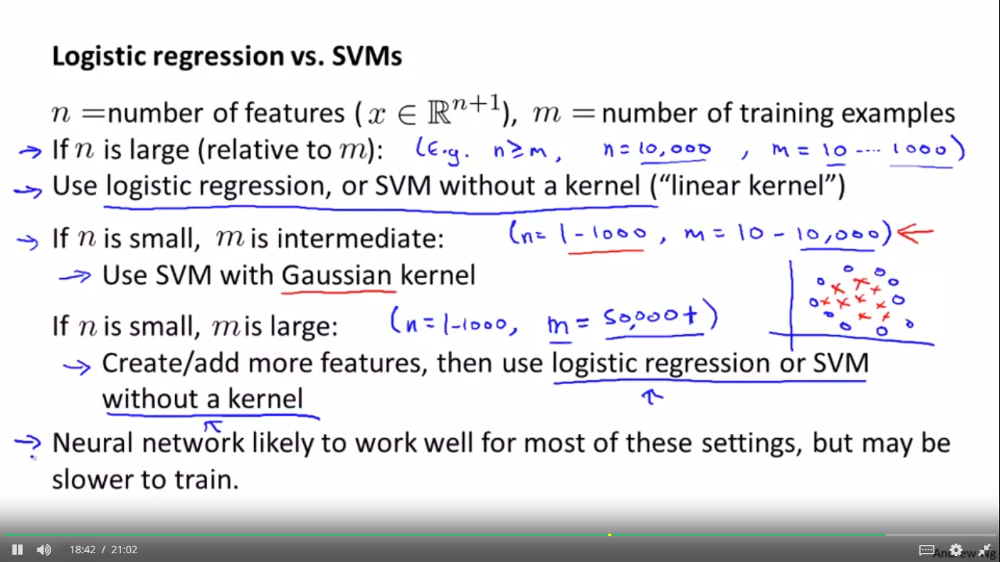 Logistic regression vs. SVMs
n =number of features ( x ∈ ℝⁿ⁺¹), m = number of training examples
→ If n is large (relative to m): (E.g. n ≥ m, n = 10,000 , m = 10 .... 1000)
→ Use logistic regression, or SVM without a kernel (“linear kernel”)
→ If n is small, m is intermediate: (n = 1 - 1000 , m = 10 - 10,000) ←
→ Use SVM with Gaussian kernel
If n is small, m is large: (n = 1-1000, m = 50,000+)
→ Create/add more features, then use logistic regression or SVM
without a kernel
→ Neural network likely to work well for most of these settings, but may be
slower to train.
18:42 / 21:02
Andrew Ng